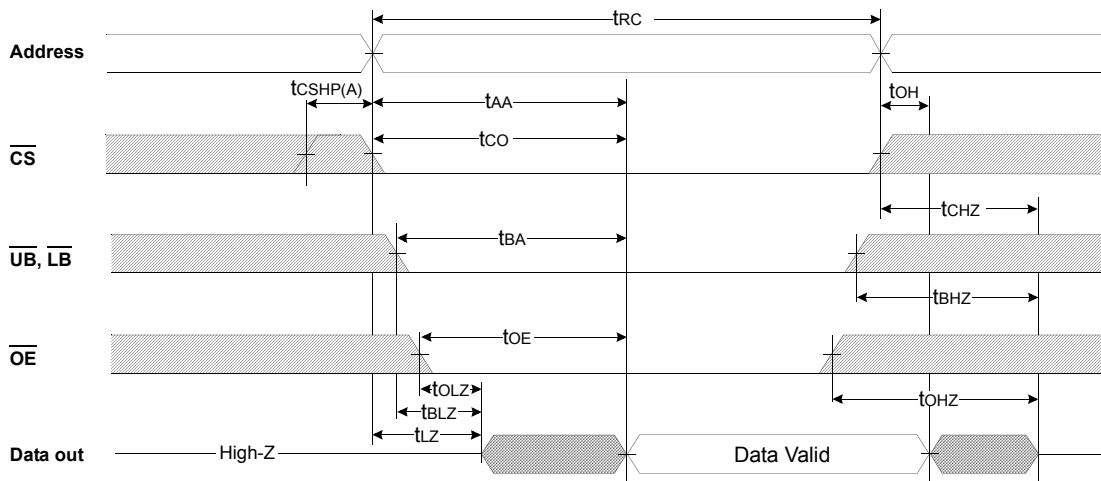 tRC
Address
tCSHP(A)
tAA
tOH
CS
tCO
tCHZ
UB, LB
tBA
tBHZ
OE
tOE
tOLZ
tOHZ
tBLZ
tLZ
Data out
High-Z
Data Valid